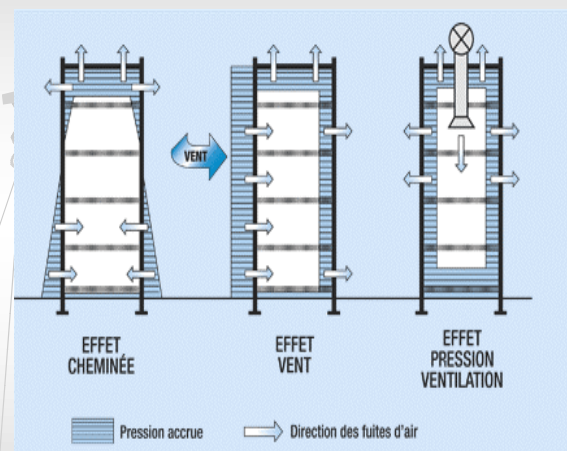 VENT
EFFET
CHEMINÉE
EFFET
VENT
EFFET
PRESSION
VENTILATION
Pression accrue
Direction des fuites d'air